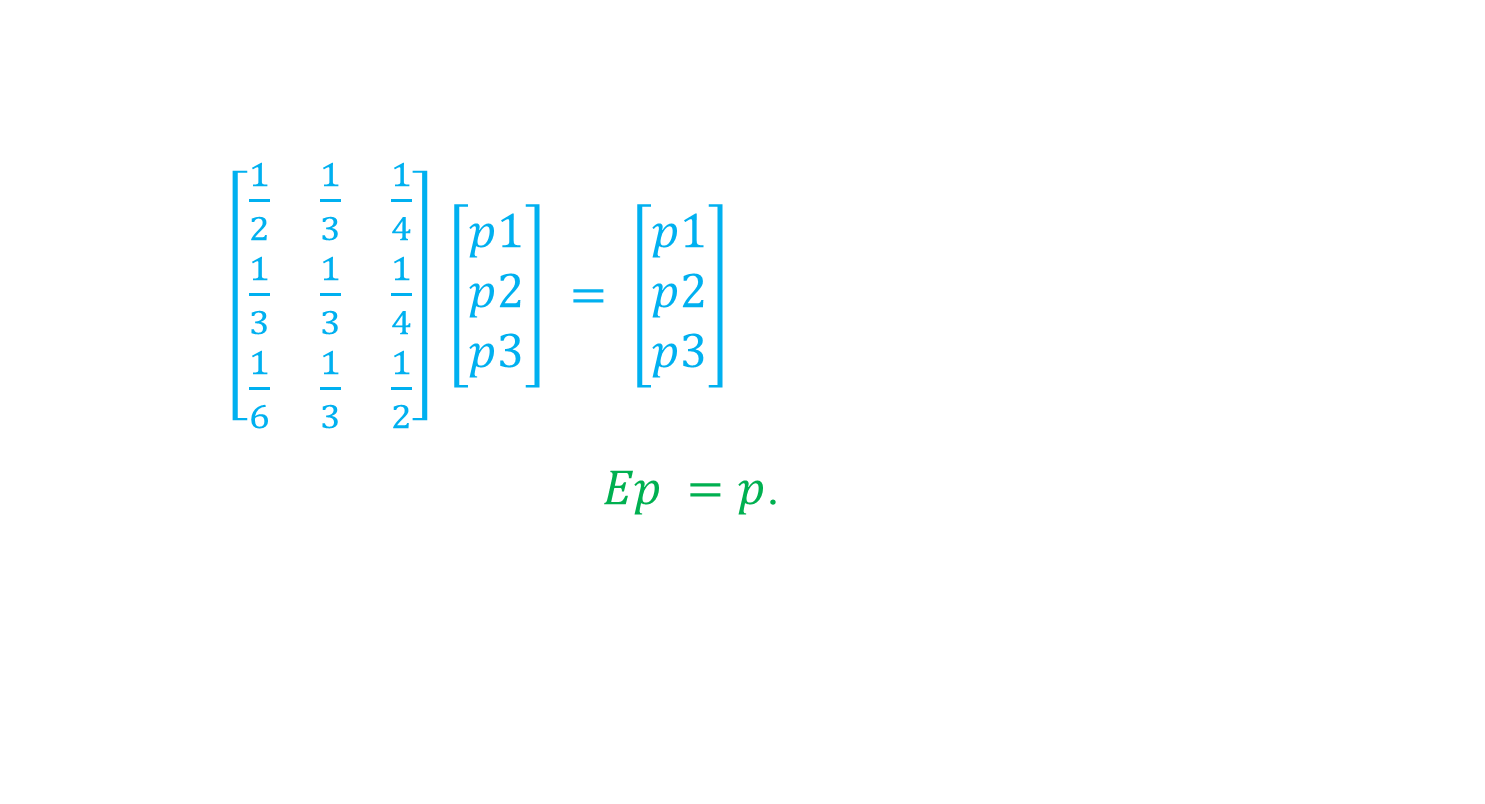 [1/2 1/3 1/4; 1/3 1/3 1/4; 1/6 1/3 1/2] [p1; p2; p3] = [p1; p2; p3]
Ep = p.